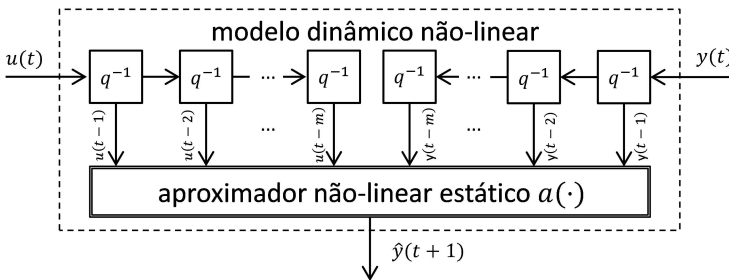 modelo dinâmico não-linear
u(t)
y(t)
q⁻¹ q⁻¹ ... q⁻¹ q⁻¹ ... q⁻¹ q⁻¹
u(t−1) u(t−2) ... u(t−m) y(t−m) ... y(t−2) y(t−1)
aproximador não-linear estático a(·)
ŷ(t + 1)